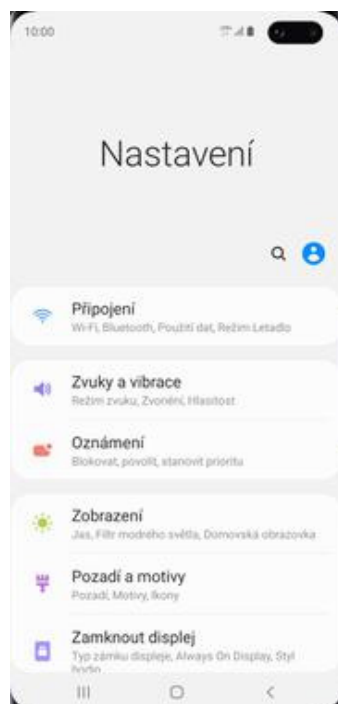 10:00
Nastavení
Připojení
Wi-Fi, Bluetooth, Použití dat, Režim Letadlo
Zvuky a vibrace
Režim zvuku, Zvonění, Hlasitost
Oznámení
Blokovat, povolit, stanovit prioritu
Zobrazení
Jas, Filtr modrého světla, Domovská obrazovka
Pozadí a motivy
Pozadí, Motivy, Ikony
Zamknout displej
Typ zámku displeje, Always On Display, Styl
hodin